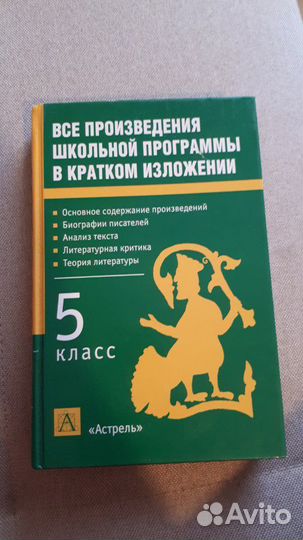 ВСЕ ПРОИЗВЕДЕНИЯ
ШКОЛЬНОЙ ПРОГРАММЫ
В КРАТКОМ ИЗЛОЖЕНИИ
Основное содержание произведений
Биографии писателей
Анализ текста
Литературная критика
Теория литературы
5
класс
А
«Астрель»
Avito